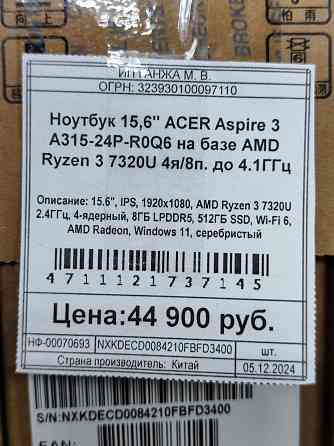 ИП ГАНЖА М. В.
ОГРН: 323930100097110
Ноутбук 15,6" ACER Aspire 3
A315-24P-R0Q6 на базе AMD
Ryzen 3 7320U 4я/8п. до 4.1ГГц
Описание: 15.6", IPS, 1920x1080, AMD Ryzen 3 7320U
2.4ГГц, 4-ядерный, 8ГБ LPDDR5, 512ГБ SSD, Wi-Fi 6,
AMD Radeon, Windows 11, серебристый
4711121737145
Цена:44 900 руб.
НФ-00070693 NXKDECD0084210FBFD3400 шт.
Страна производитель: Китай 05.12.2024
S/N:NXKDECD0084210FBFD3400